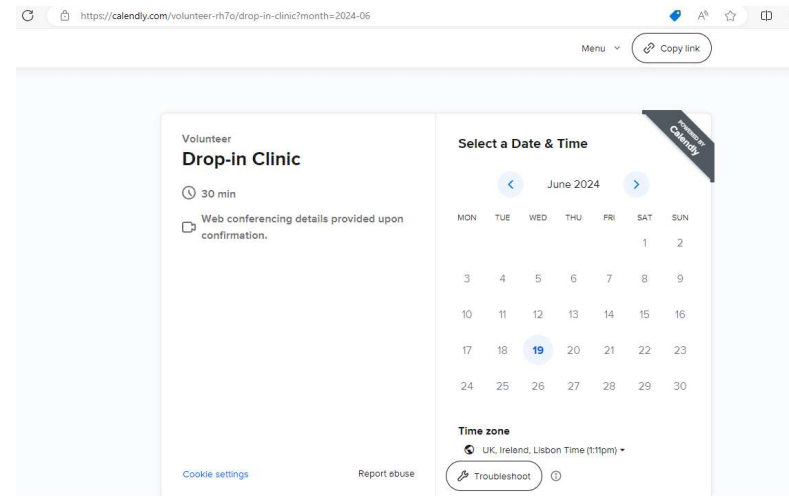 https://calendly.com/volunteer-rh7o/drop-in-clinic?month=2024-06
Menu
Copy link
Volunteer
Drop-in Clinic
30 min
Web conferencing details provided upon
confirmation.
Cookie settings
Report abuse
POWERED BY
Calendly
Select a Date & Time
June 2024
MON TUE WED THU FRI SAT SUN
1 2
3 4 5 6 7 8 9
10 11 12 13 14 15 16
17 18 19 20 21 22 23
24 25 26 27 28 29 30
Time zone
UK, Ireland, Lisbon Time (1:11pm)
Troubleshoot